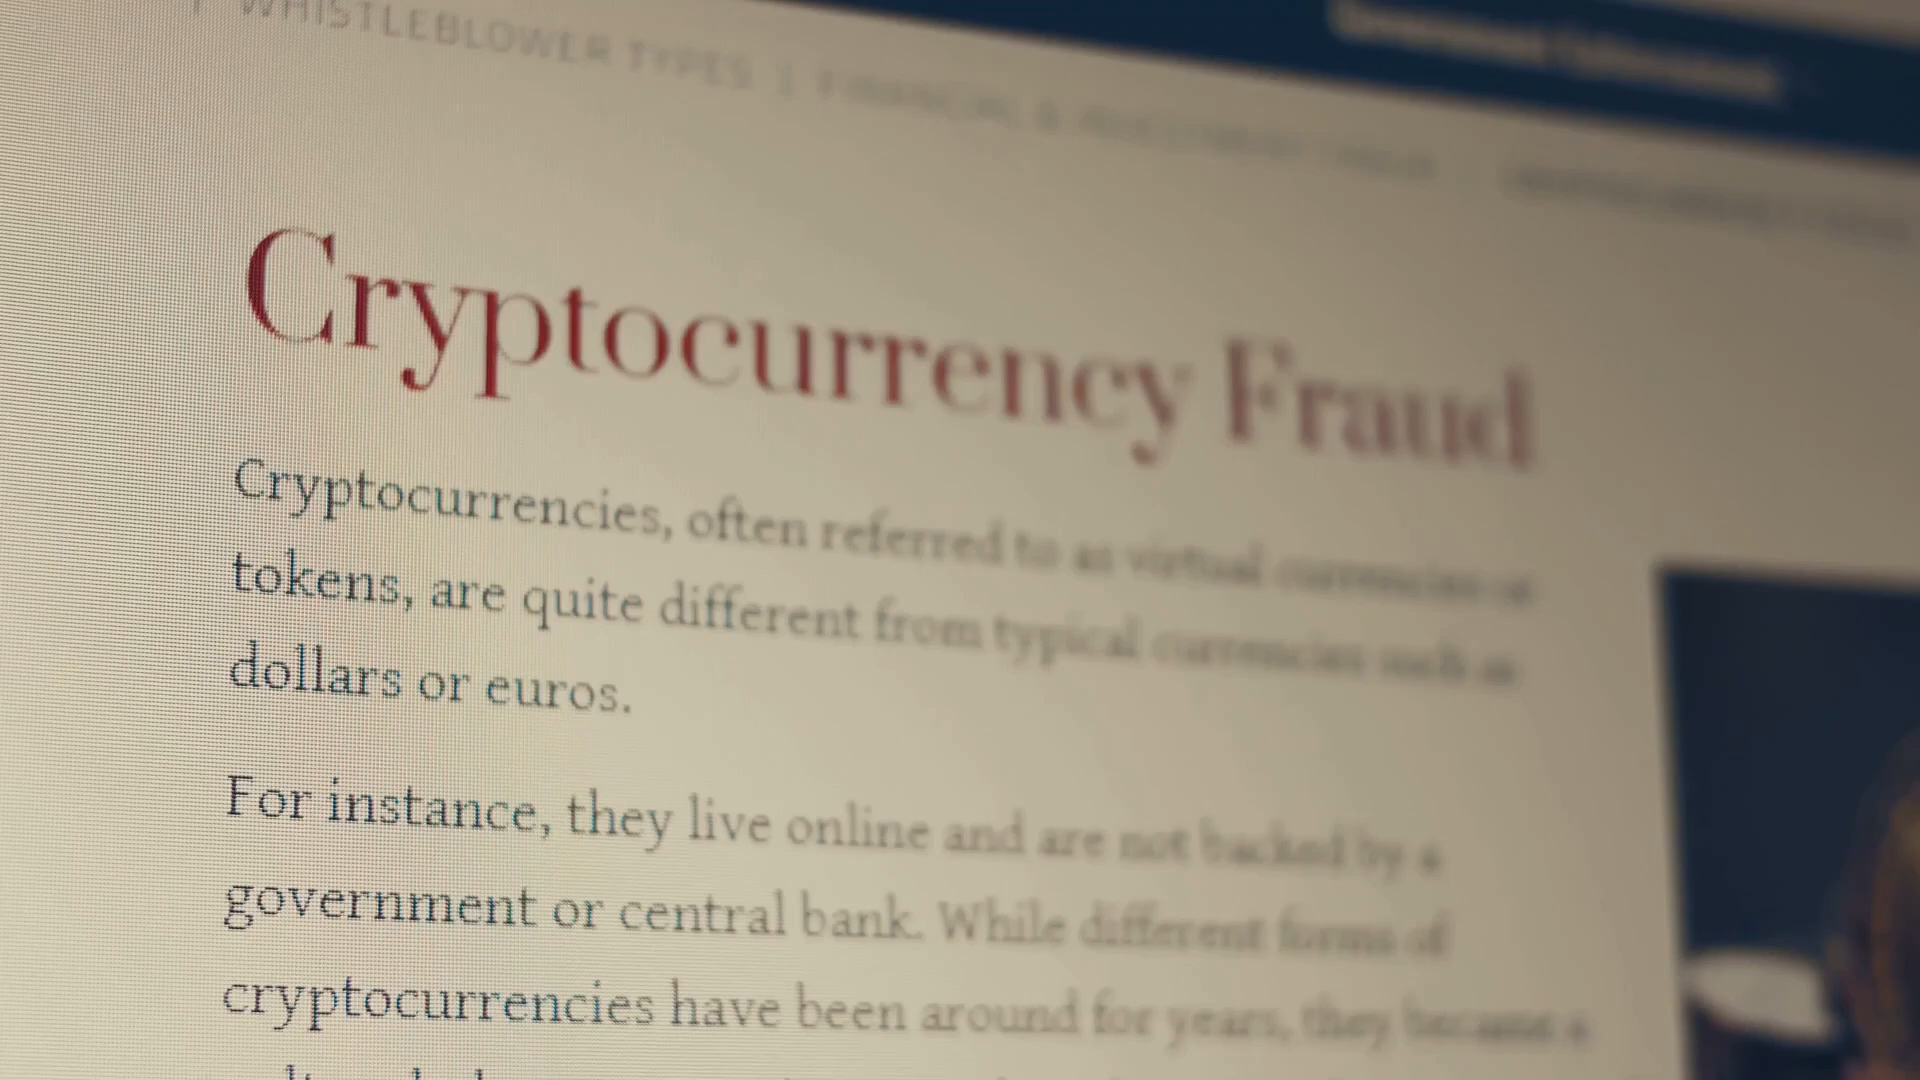 WHISTLEBLOWER TYPES | FINANCIAL &
Cryptocurrency Fraud
Cryptocurrencies, often referred to as virtual currencies or
tokens, are quite different from typical currencies such as
dollars or euros.
For instance, they live online and are not backed by a
government or central bank. While different forms of
cryptocurrencies have been around for years, they became a